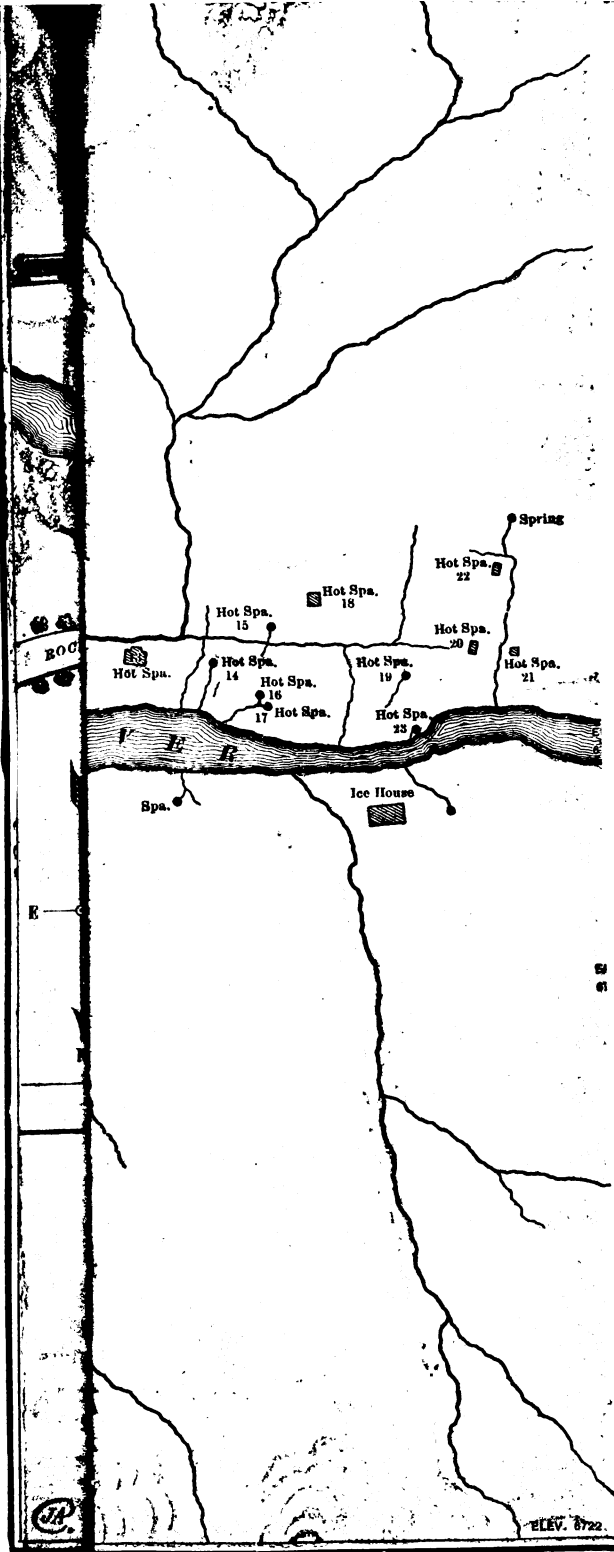 Spring
Hot Spa.
22
Hot Spa.
18
Hot Spa.
15
Hot Spa.
20
ROC
Hot Spa.
Hot Spa.
14
Hot Spa.
19
Hot Spa.
21
Hot Spa.
16
17 Hot Spa.
Hot Spa.
23
V E R
Ice House
Spa.
E
JA
ELEV. 6722